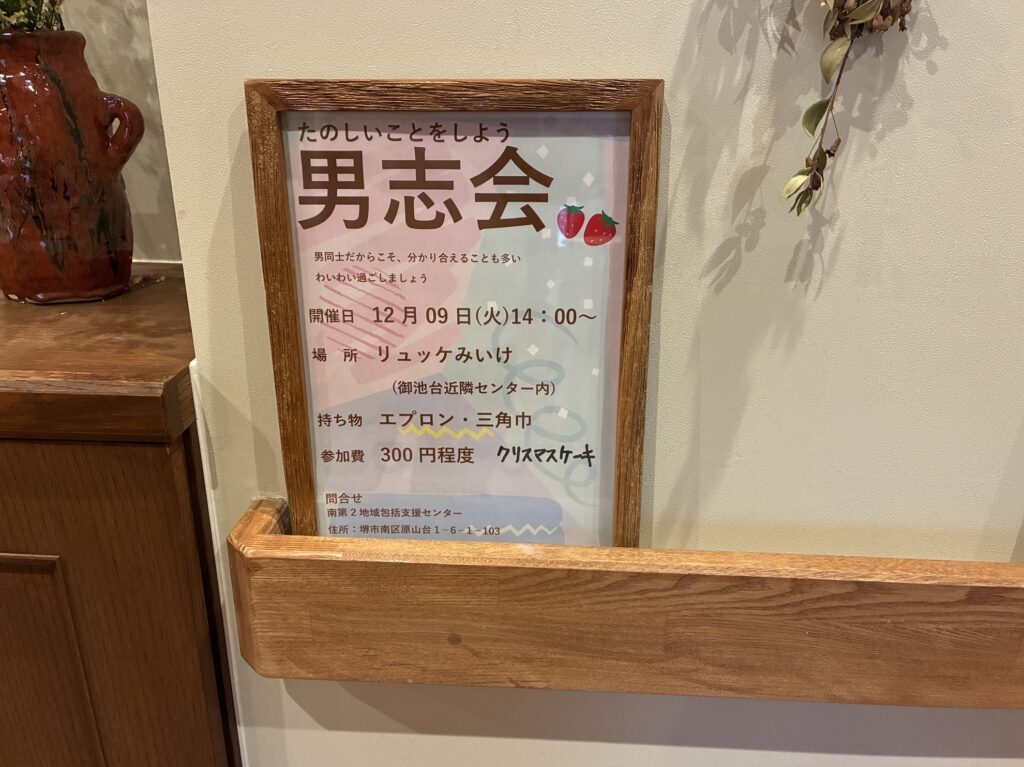 たのしいことをしよう
男志会
男同士だからこそ、分かり合えることも多い
わいわい過ごしましょう
開催日 12月09日(火)14：00～
場 所 リュッケみいけ
(御池台近隣センター内)
持ち物 エプロン・三角巾
参加費 300円程度 クリスマスケーキ
問合せ
南第2地域包括支援センター
住所：堺市南区原山台1－6－1－103